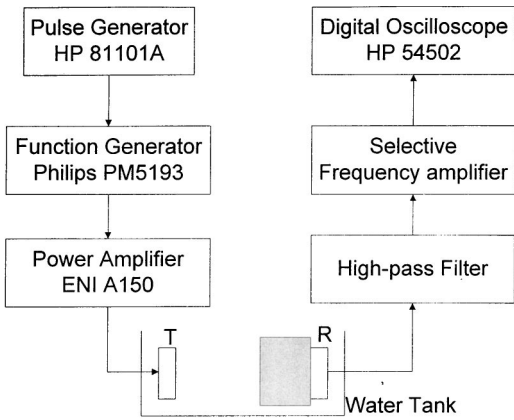 Pulse Generator
HP 81101A
Function Generator
Philips PM5193
Power Amplifier
ENI A150
T
R
Water Tank
High-pass Filter
Selective
Frequency amplifier
Digital Oscilloscope
HP 54502